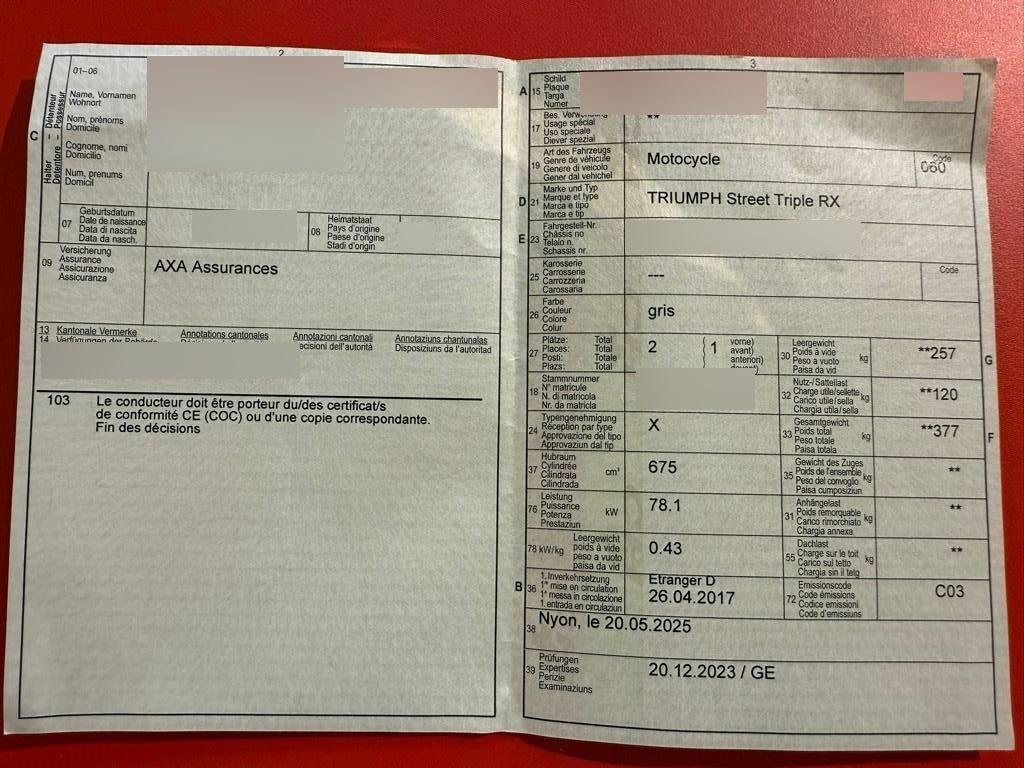 2
01–06
Name, Vornamen
Wohnort
Nom, prénoms
Domicile
Cognome, nomi
Domicilio
Num, prenums
Domicil
C
Halter – Détenteur
Detentore – Possessur
07
Geburtsdatum
Date de naissance
Data di nascita
Data da nasch.
08
Heimatstaat
Pays d'origine
Paese d'origine
Stadi d'origin
09
Versicherung
Assurance
Assicurazione
Assicuranza
AXA Assurances
13 Kantonale Vermerke Annotations cantonales Annotazioni cantonali Annotaziuns chantunalas
14 Verfügungen der Behörde ecisioni dell'autorità Disposiziuns da l'autoritad
103 Le conducteur doit être porteur du/des certificat/s
de conformité CE (COC) ou d'une copie correspondante.
Fin des décisions
3
A 15
Schild
Plaque
Targa
Numer
17
Bes. Verwendung
Usage spécial
Uso speciale
Diever spezial
**
19
Art des Fahrzeugs
Genre de véhicule
Genere di veicolo
Gener dal vehichel
Motocycle
Code
060
D 21
Marke und Typ
Marque et type
Marca e tipo
Marca e tip
TRIUMPH Street Triple RX
E 23
Fahrgestell-Nr.
Châssis no
Telaio n.
Schassis nr.
25
Karosserie
Carrosserie
Carrozzeria
Carossaria
---
Code
26
Farbe
Couleur
Colore
Colur
gris
27
Plätze: Total
Places: Total
Posti: Totale
Plazs: Totale
2
1
vorne)
avant)
anteriori)
davant)
30
Leergewicht
Poids à vide
Peso a vuoto
Paisa da vid
kg
**257
G
18
Stammnummer
N° matricule
N. di matricola
Nr. da matricla
32
Nutz-/Sattellast
Charge utile/sellette
Carico utile/sella
Chargia utila/sella
kg
**120
24
Typengenehmigung
Réception par type
Approvazione del tipo
Approvaziun dal tip
X
33
Gesamtgewicht
Poids total
Peso totale
Paisa totala
kg
**377
F
37
Hubraum
Cylindrée
Cilindrata
Cilindrada
cm³
675
35
Gewicht des Zuges
Poids de l'ensemble
Peso del convoglio
Paisa cumposiziun
kg
**
76
Leistung
Puissance
Potenza
Prestaziun
kW
78.1
31
Anhängelast
Poids remorquable
Carico rimorchiato
Chargia annexa
kg
**
78 kW/kg
Leergewicht
poids à vide
peso a vuoto
paisa da vid
0.43
55
Dachlast
Charge sur le toit
Carico sul tetto
Chargia sin il tetg
kg
**
B 36
1. Inverkehrsetzung
1re mise en circulation
1a messa in circolazione
1. entrada en circulaziun
Etranger D
26.04.2017
72
Emissionscode
Code émissions
Codice emissioni
Code d'emissiuns
C03
38
Nyon, le 20.05.2025
39
Prüfungen
Expertises
Perizie
Examinaziuns
20.12.2023 / GE